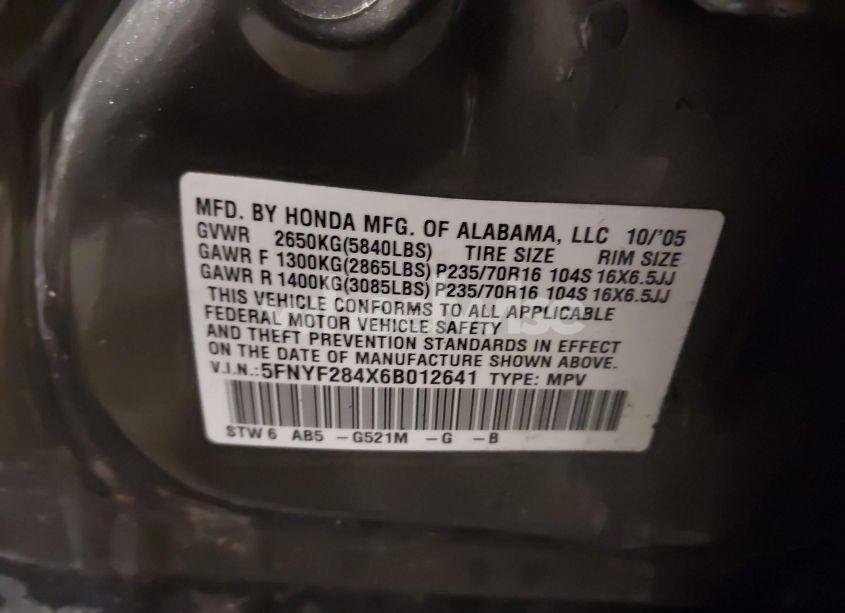 MFD. BY HONDA MFG. OF ALABAMA, LLC 10/'05
GVWR 2650KG(5840LBS) TIRE SIZE RIM SIZE
GAWR F 1300KG(2865LBS) P235/70R16 104S 16X6.5JJ
GAWR R 1400KG(3085LBS) P235/70R16 104S 16X6.5JJ
THIS VEHICLE CONFORMS TO ALL APPLICABLE
FEDERAL MOTOR VEHICLE SAFETY
AND THEFT PREVENTION STANDARDS IN EFFECT
ON THE DATE OF MANUFACTURE SHOWN ABOVE.
V.I.N.:5FNYF284X6B012641 TYPE: MPV
STW 6 AB5 -G521M -G -B